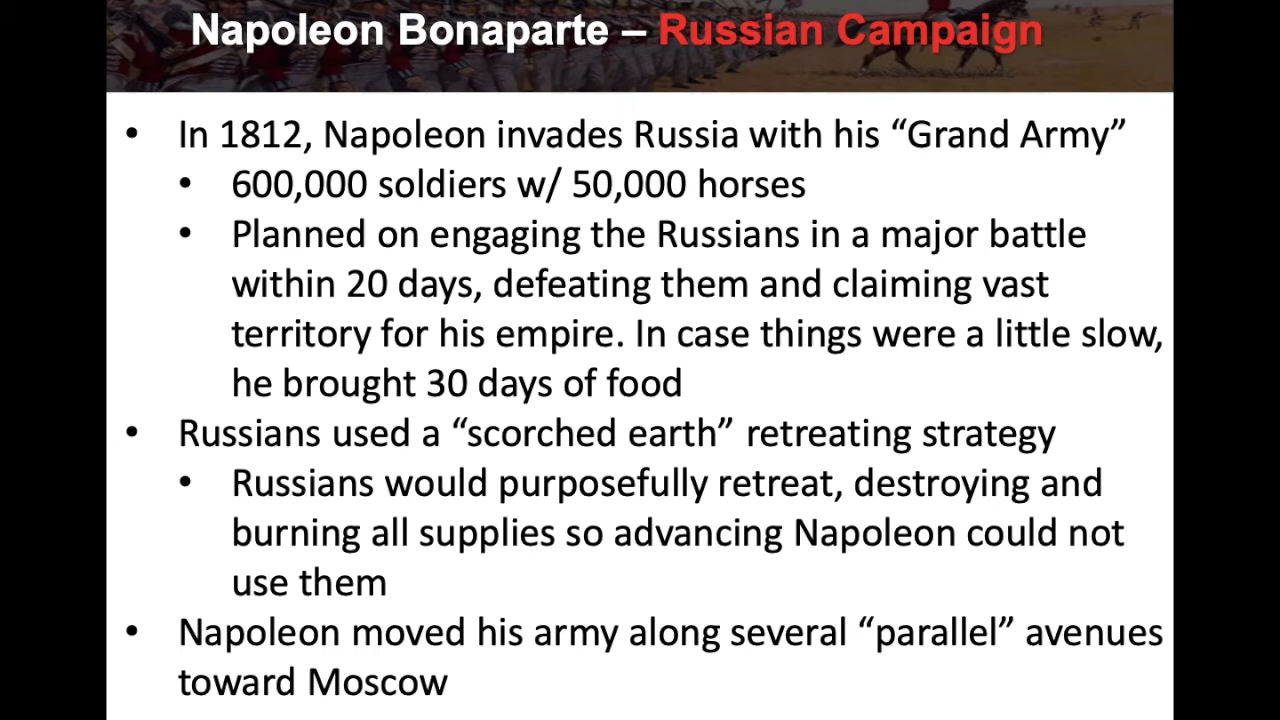 Napoleon Bonaparte – Russian Campaign
• In 1812, Napoleon invades Russia with his “Grand Army”
• 600,000 soldiers w/ 50,000 horses
• Planned on engaging the Russians in a major battle
within 20 days, defeating them and claiming vast
territory for his empire. In case things were a little slow,
he brought 30 days of food
• Russians used a “scorched earth” retreating strategy
• Russians would purposefully retreat, destroying and
burning all supplies so advancing Napoleon could not
use them
• Napoleon moved his army along several “parallel” avenues
toward Moscow